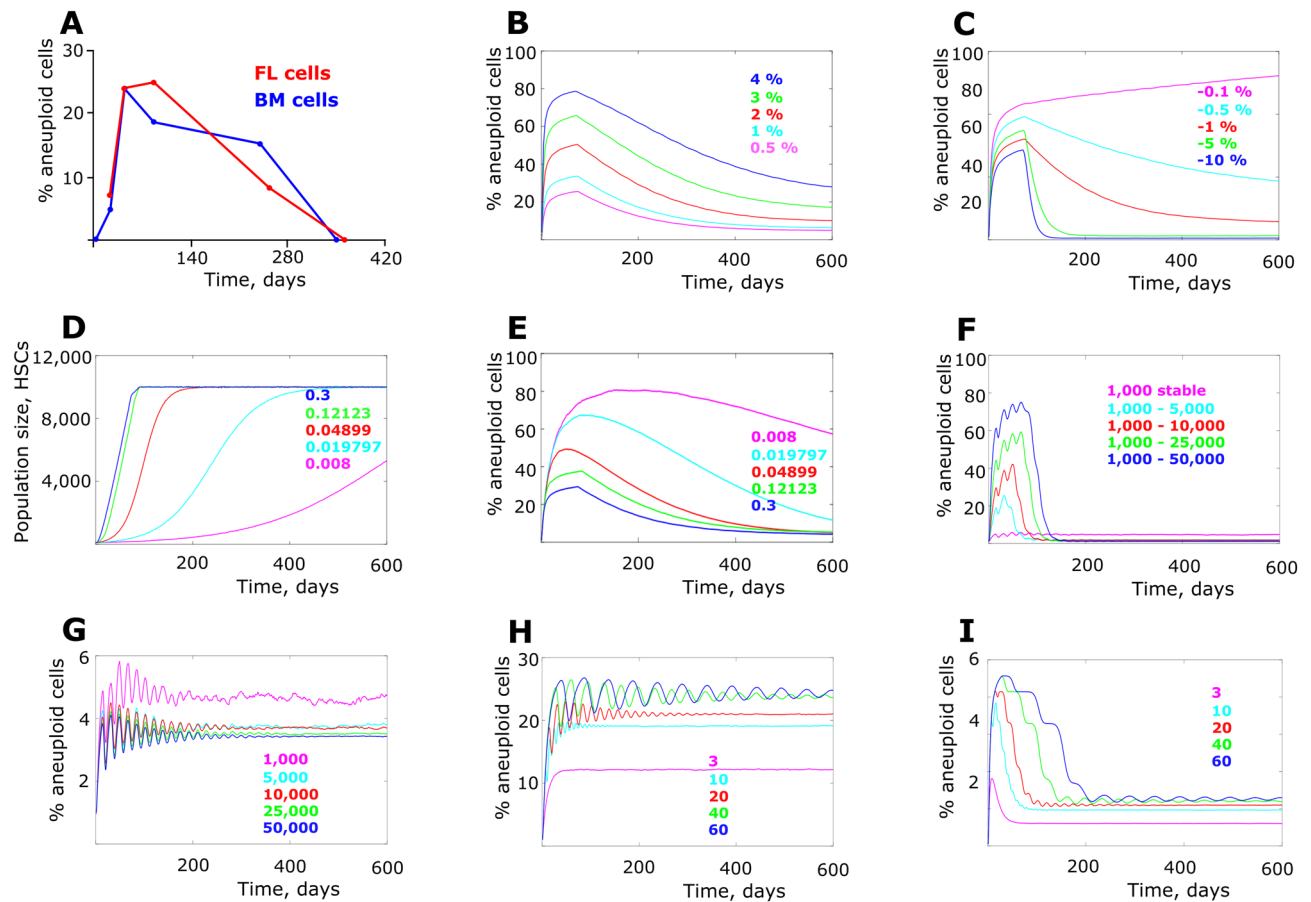 A
% aneuploid cells
30
20
10
140
280
420
Time, days
FL cells
BM cells
B
% aneuploid cells
100
80
60
40
20
200
400
600
Time, days
4 %
3 %
2 %
1 %
0.5 %
C
% aneuploid cells
100
80
60
40
20
200
400
600
Time, days
-0.1 %
-0.5 %
-1 %
-5 %
-10 %
D
Population size, HSCs
12,000
8,000
4,000
200
400
600
Time, days
0.3
0.12123
0.04899
0.019797
0.008
E
% aneuploid cells
100
80
60
40
20
200
400
600
Time, days
0.008
0.019797
0.04899
0.12123
0.3
F
% aneuploid cells
100
80
60
40
20
200
400
600
Time, days
1,000 stable
1,000 - 5,000
1,000 - 10,000
1,000 - 25,000
1,000 - 50,000
G
% aneuploid cells
6
4
2
200
400
600
Time, days
1,000
5,000
10,000
25,000
50,000
H
% aneuploid cells
30
20
10
200
400
600
Time, days
3
10
20
40
60
I
% aneuploid cells
6
4
2
200
400
600
Time, days
3
10
20
40
60